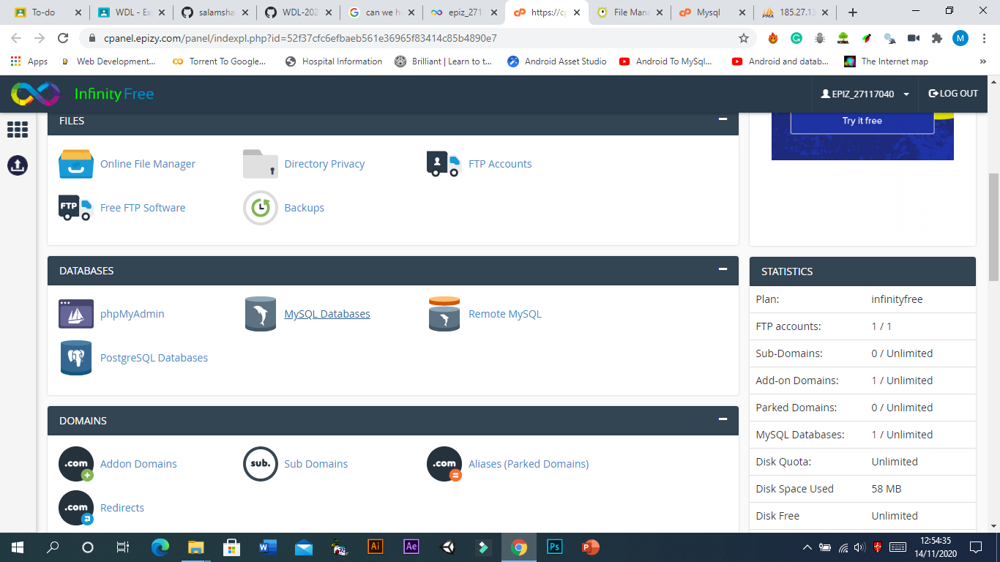 To-do
WDL - Ex
salamsha
WDL-202
can we h
epiz_271
https://cp
File Mana
Mysql
185.27.13
cpanel.epizy.com/panel/indexpl.php?id=52f37cfc6efbaeb561e36965f83414c85b4890e7
M
Apps
Web Development...
Torrent To Google...
Hospital Information
Brilliant | Learn to t...
Android Asset Studio
Android To MySql...
Android and datab...
The Internet map
»
Infinity Free
EPIZ_27117040
LOG OUT
FILES
Try it free
Online File Manager
Directory Privacy
FTP Accounts
FTP
Free FTP Software
Backups
DATABASES
phpMyAdmin
MySQL Databases
Remote MySQL
PostgreSQL Databases
STATISTICS
Plan: infinityfree
FTP accounts: 1 / 1
Sub-Domains: 0 / Unlimited
Add-on Domains: 1 / Unlimited
Parked Domains: 0 / Unlimited
MySQL Databases: 1 / Unlimited
Disk Quota: Unlimited
Disk Space Used 58 MB
Disk Free Unlimited
DOMAINS
.com
Addon Domains
sub.
Sub Domains
.com
Aliases (Parked Domains)
.com
Redirects
12:54:35
14/11/2020